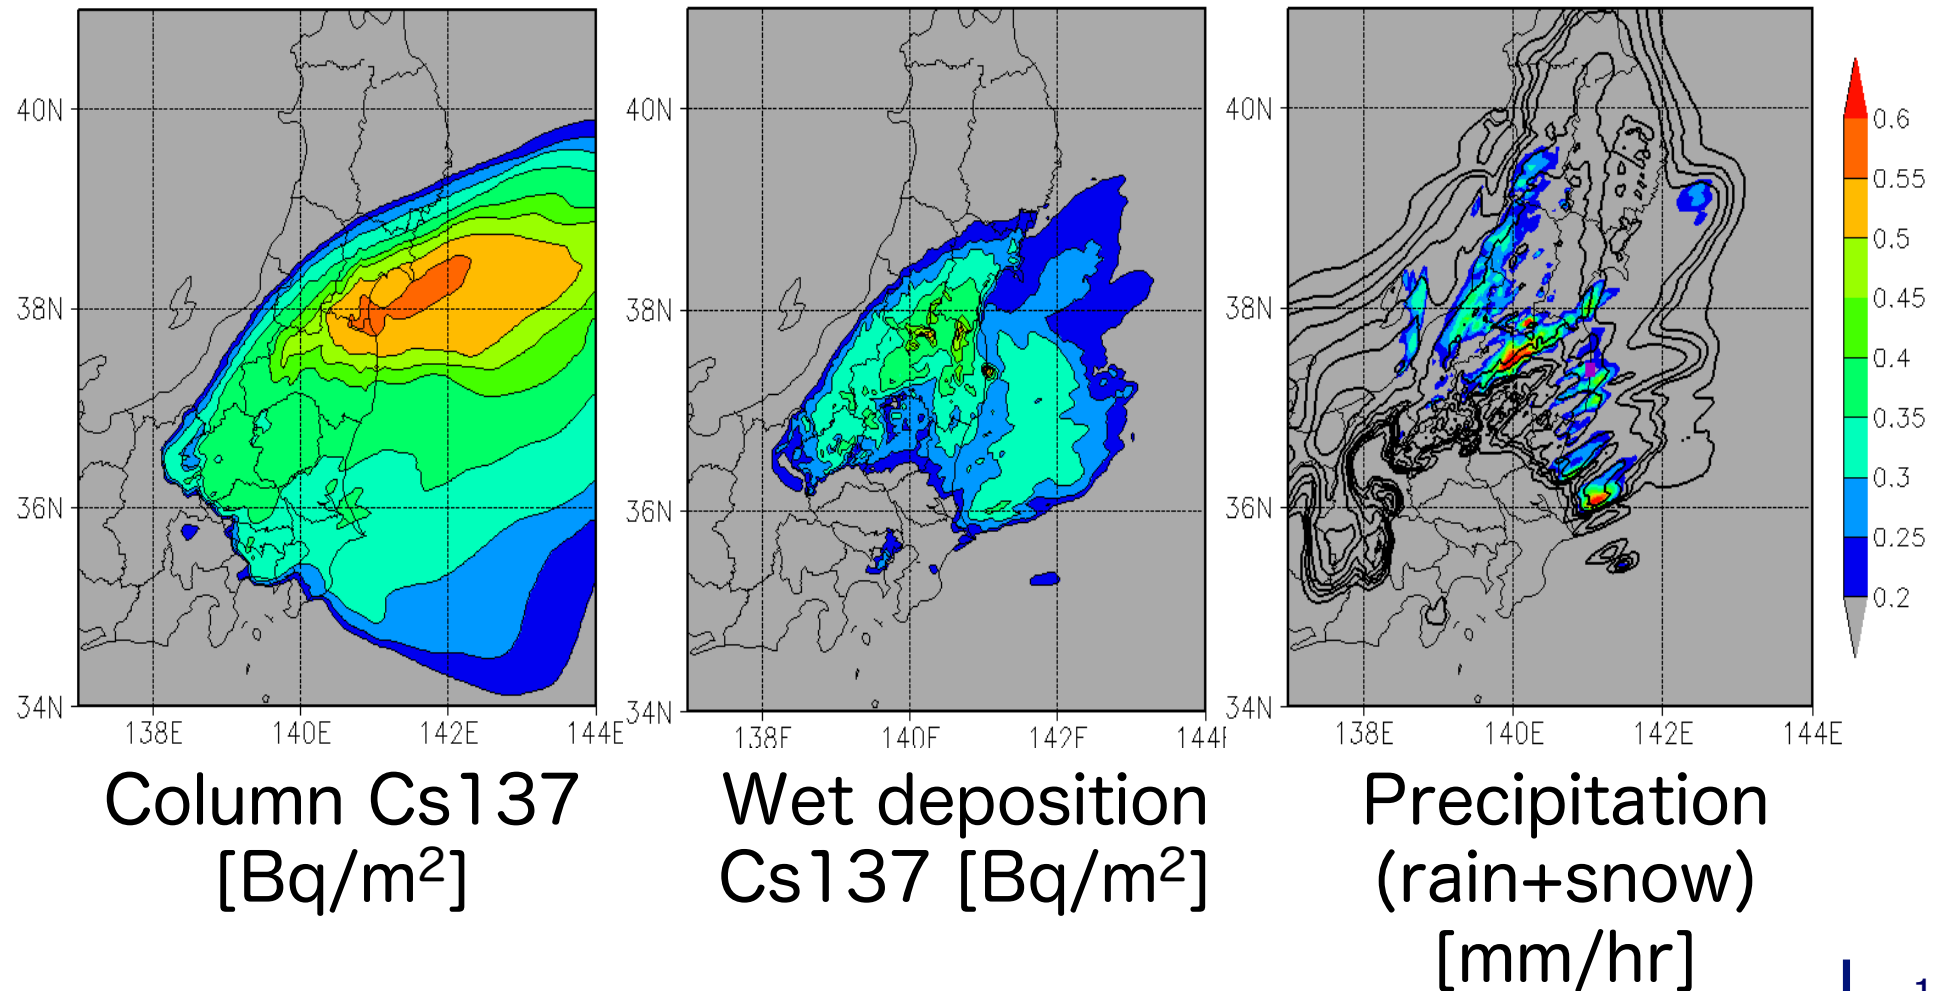 40N
38N
36N
34N
138E 140E 142E 144E
40N
38N
36N
34N
138E 140E 142E 144E
40N
38N
36N
34N
138E 140E 142E 144E
0.6
0.55
0.5
0.45
0.4
0.35
0.3
0.25
0.2
Column Cs137
[Bq/m²]
Wet deposition
Cs137 [Bq/m²]
Precipitation
(rain+snow)
[mm/hr]
1